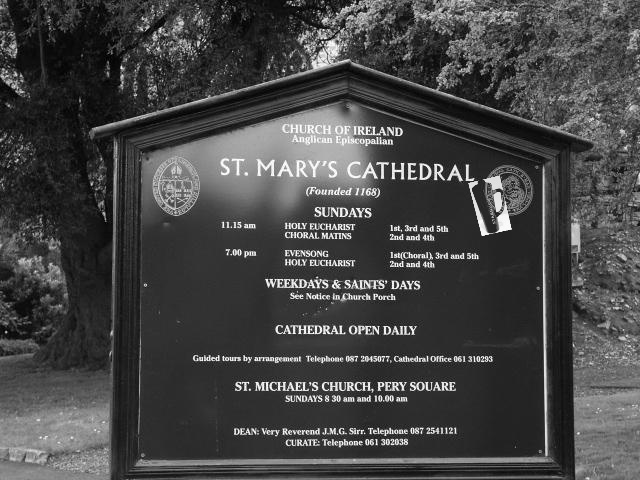 CHURCH OF IRELAND
Anglican Episcopalian
ST. MARY'S CATHEDRAL
(Founded 1168)
SUNDAYS
11.15 am HOLY EUCHARIST 1st, 3rd and 5th
CHORAL MATINS 2nd and 4th
7.00 pm EVENSONG 1st(Choral), 3rd and 5th
HOLY EUCHARIST 2nd and 4th
WEEKDAYS & SAINTS' DAYS
See Notice in Church Porch
CATHEDRAL OPEN DAILY
Guided tours by arrangement Telephone 087 2045077, Cathedral Office 061 310293
ST. MICHAEL'S CHURCH, PERY SQUARE
SUNDAYS 8 30 am and 10.00 am
DEAN: Very Reverend J.M.G. Sirr. Telephone 087 2541121
CURATE: Telephone 061 302038